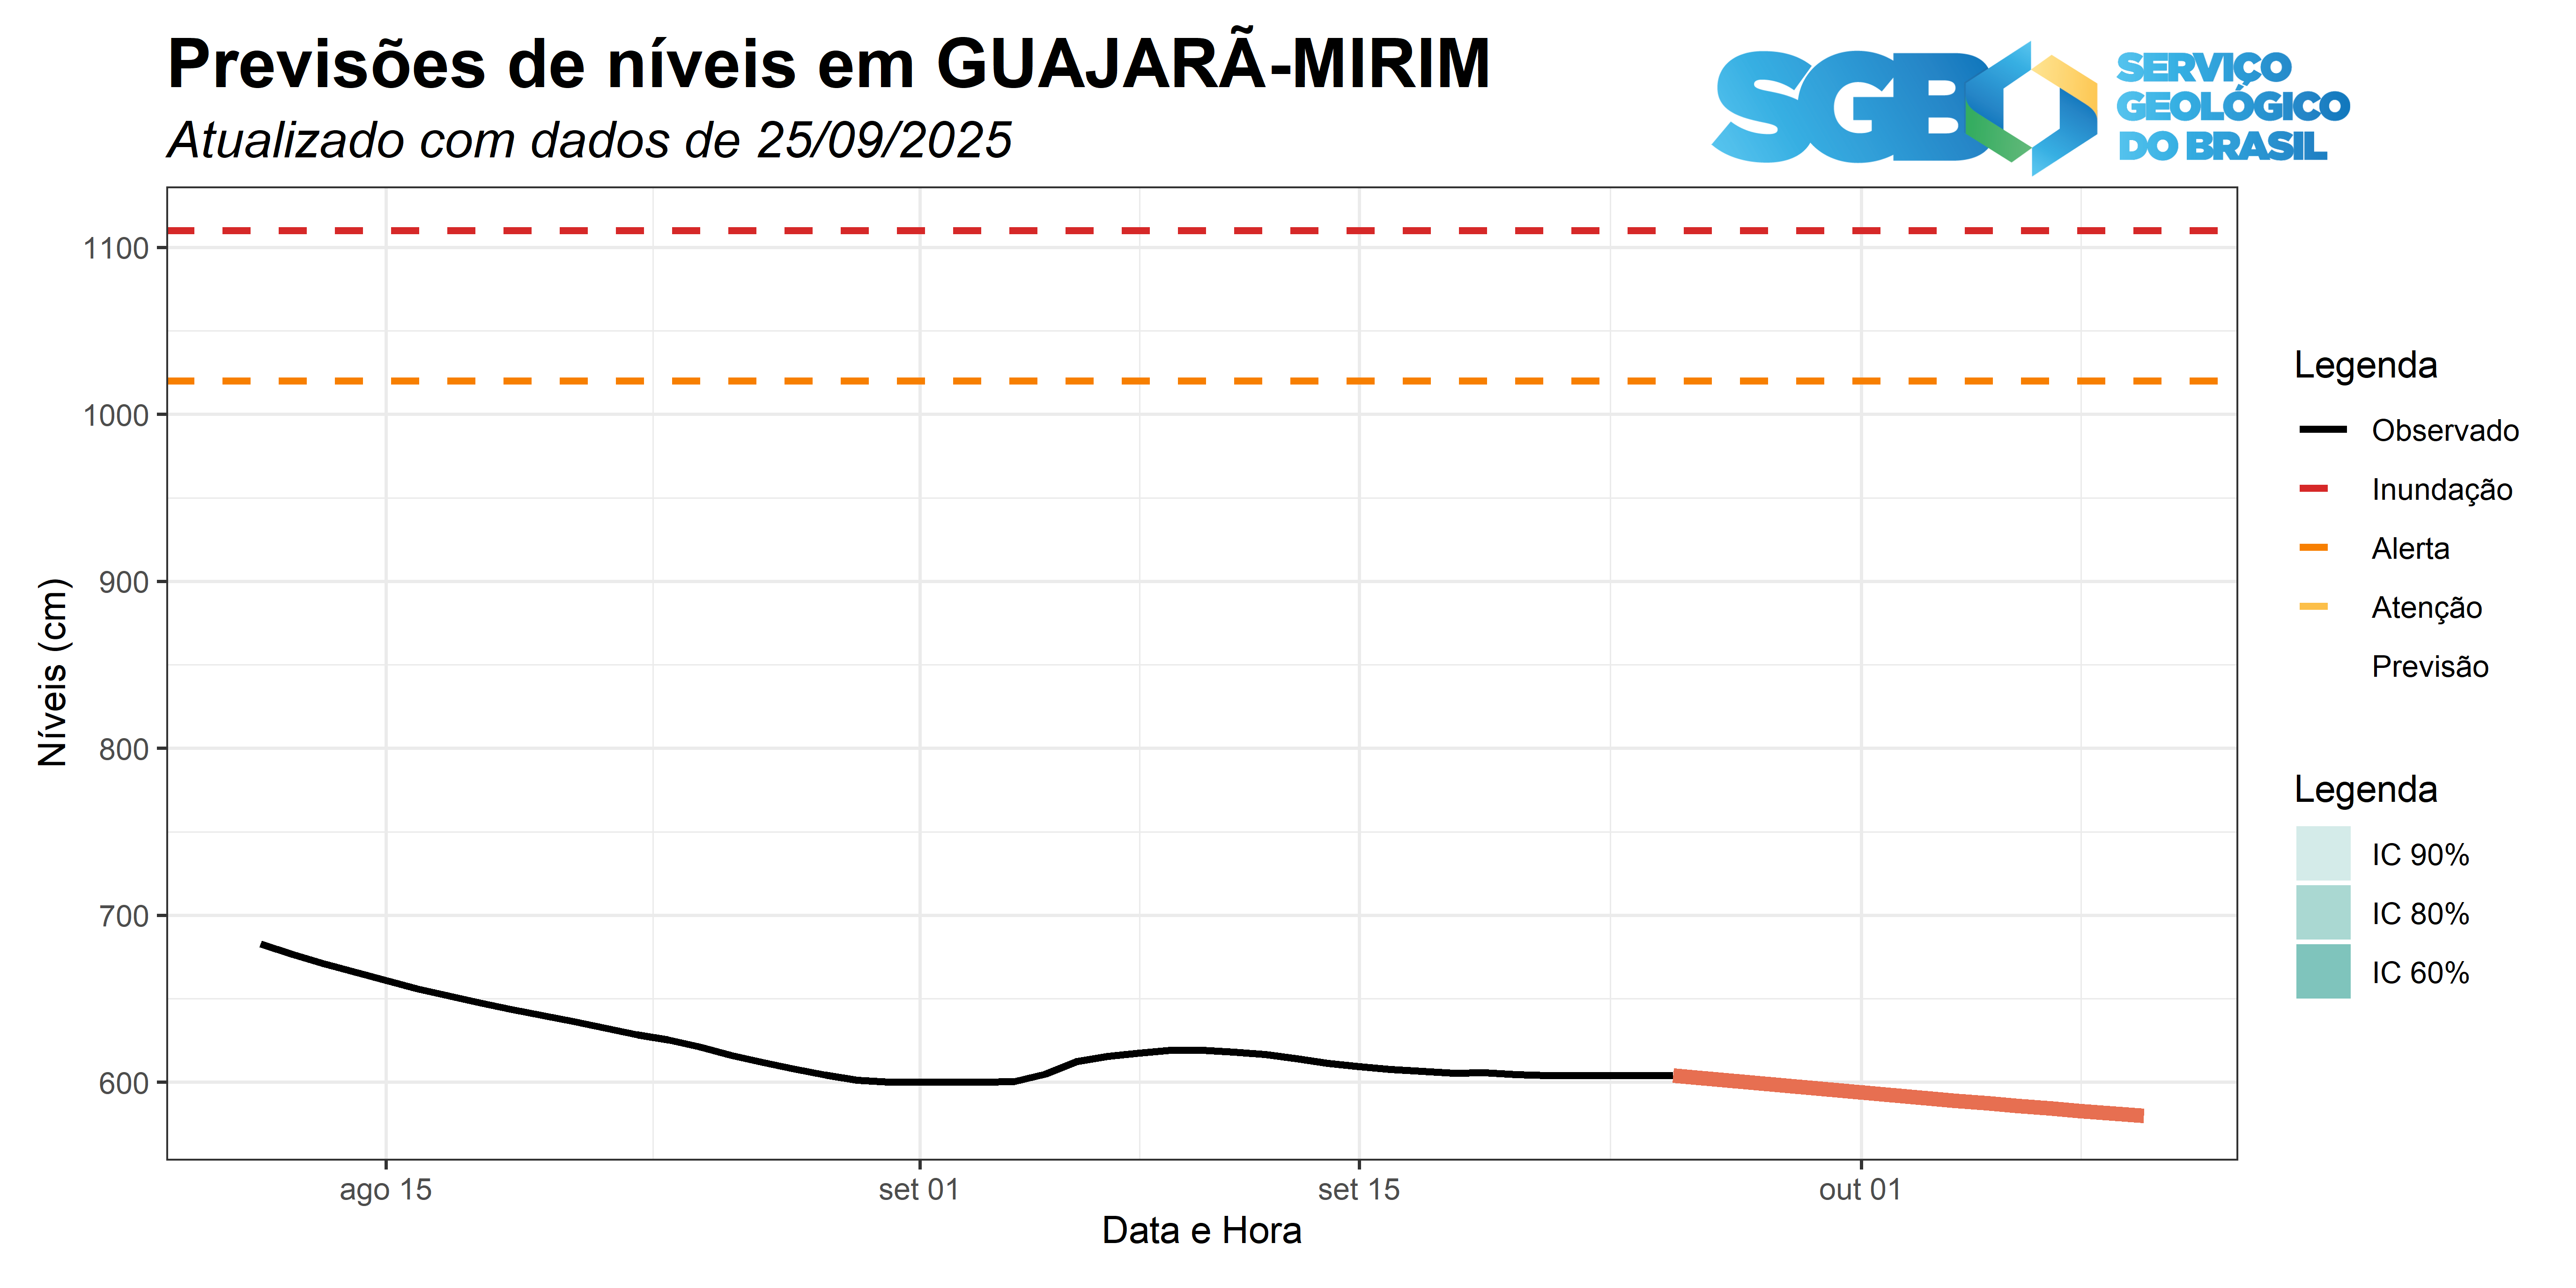 Previsões de níveis em GUAJARÃ-MIRIM
Atualizado com dados de 25/09/2025
SGB
SERVIÇO
GEOLÓGICO
DO BRASIL
Níveis (cm)
1100
1000
900
800
700
600
ago 15
set 01
set 15
out 01
Data e Hora
Legenda
Observado
Inundação
Alerta
Atenção
Previsão
Legenda
IC 90%
IC 80%
IC 60%